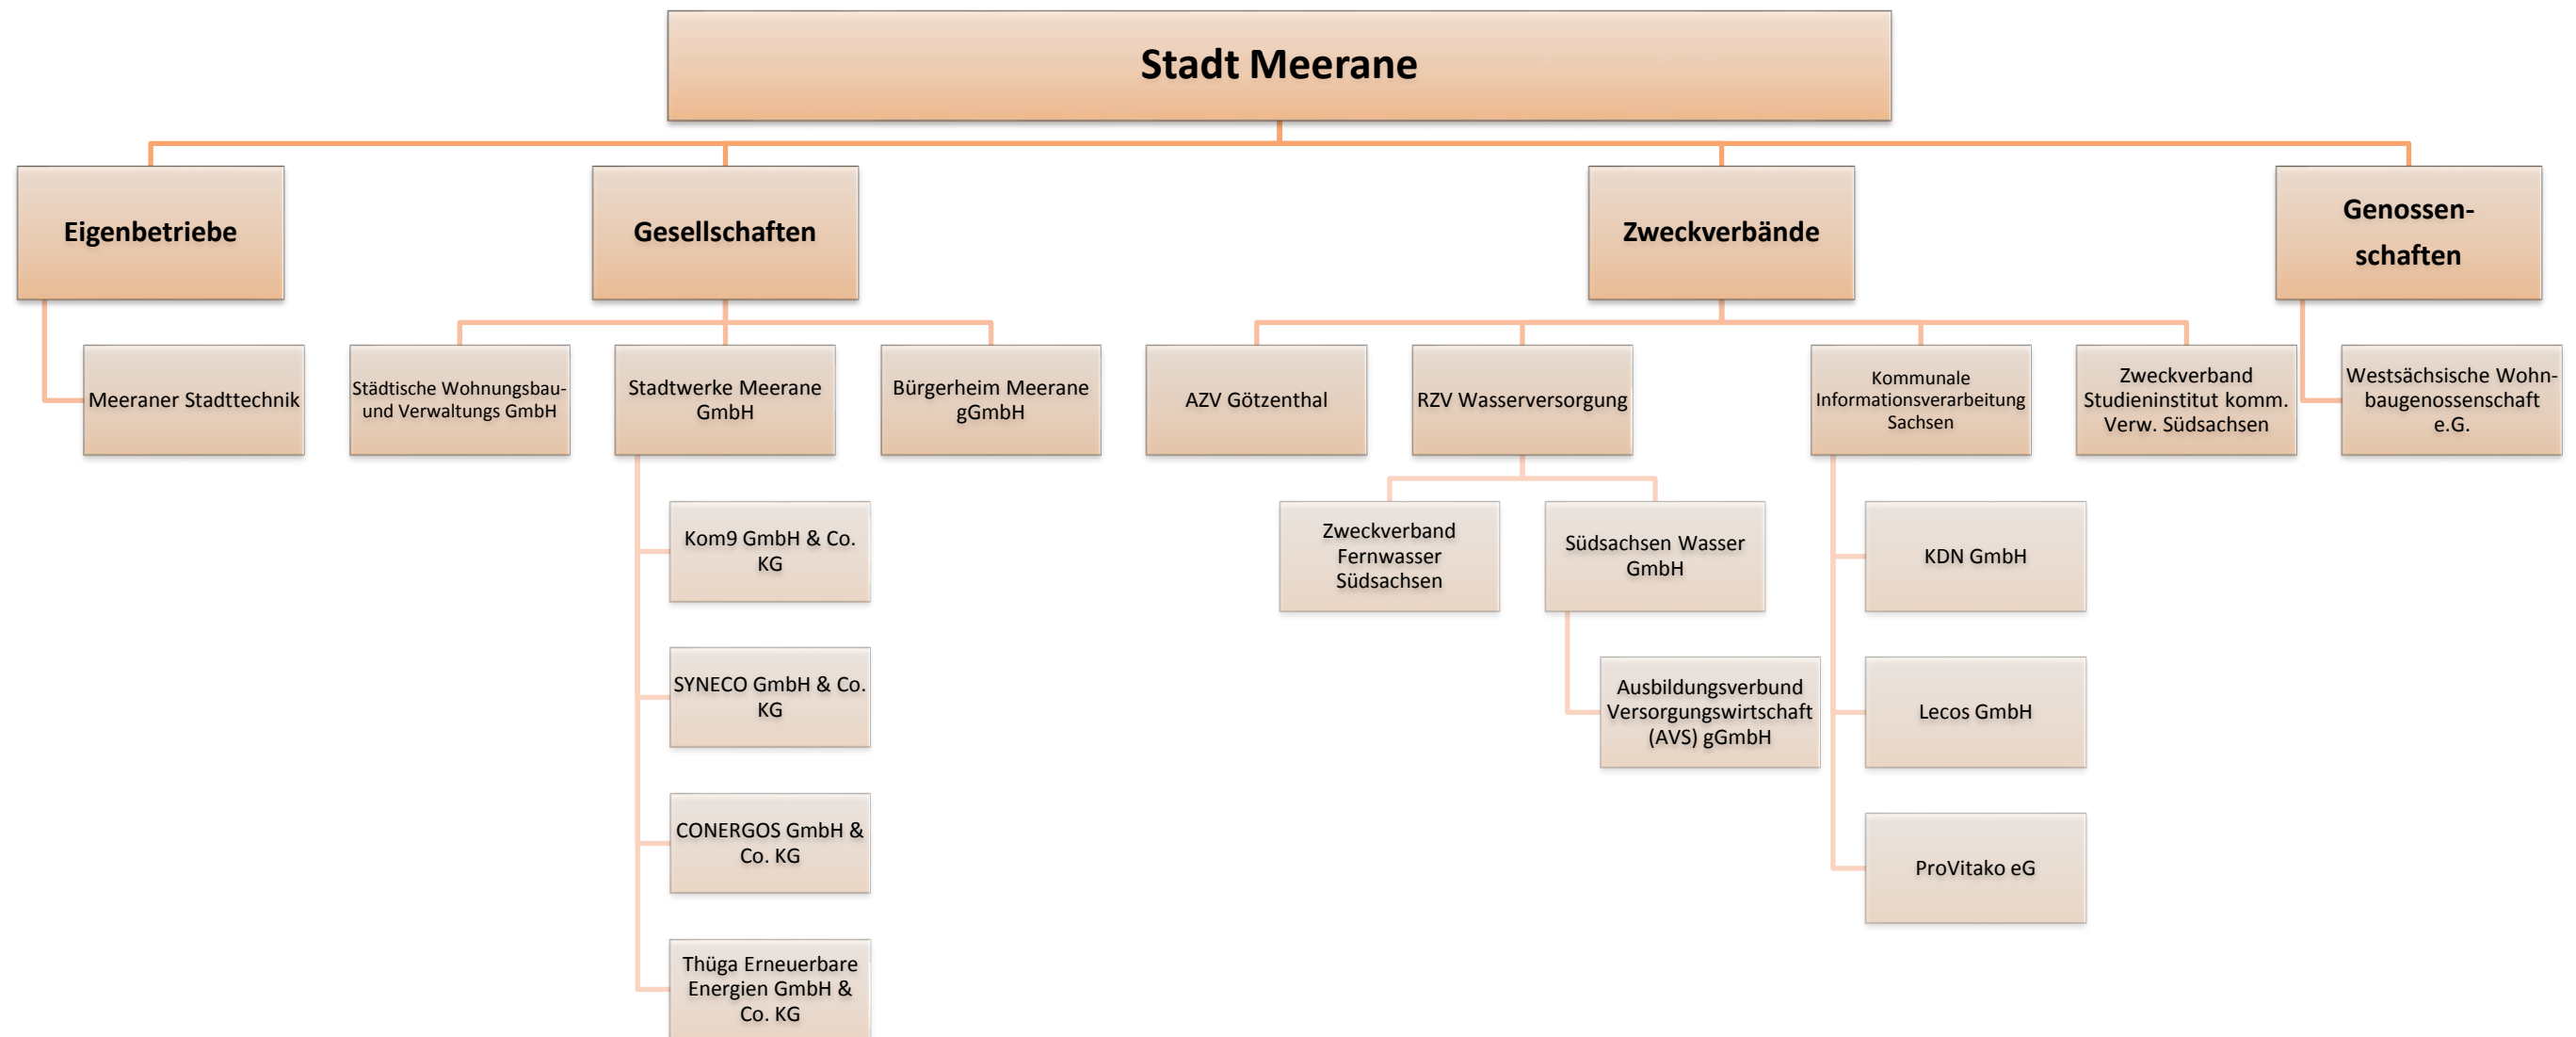 Stadt Meerane
Eigenbetriebe
Gesellschaften
Zweckverbände
Genossen-
schaften
Meeraner Stadttechnik
Städtische Wohnungsbau-
und Verwaltungs GmbH
Stadtwerke Meerane
GmbH
Bürgerheim Meerane
gGmbH
AZV Götzenthal
RZV Wasserversorgung
Kommunale
Informationsverarbeitung
Sachsen
Zweckverband
Studieninstitut komm.
Verw. Südsachsen
Westsächsische Wohn-
baugenossenschaft
e.G.
Kom9 GmbH & Co.
KG
SYNECO GmbH & Co.
KG
CONERGOS GmbH &
Co. KG
Thüga Erneuerbare
Energien GmbH &
Co. KG
Zweckverband
Fernwasser
Südsachsen
Südsachsen Wasser
GmbH
Ausbildungsverbund
Versorgungswirtschaft
(AVS) gGmbH
KDN GmbH
Lecos GmbH
ProVitako eG